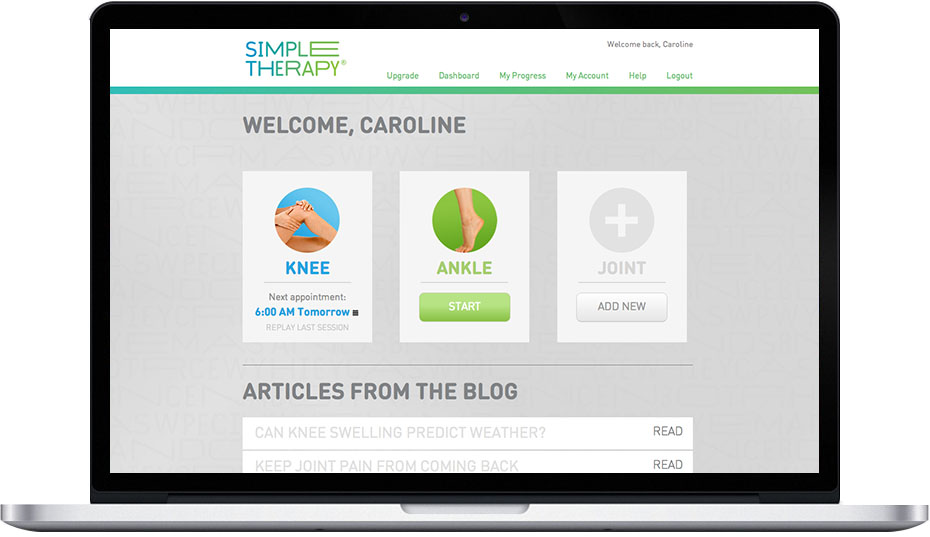 SIMPLE
THERAPY®
Welcome back, Caroline
Upgrade Dashboard My Progress My Account Help Logout
WELCOME, CAROLINE
KNEE
Next appointment:
6:00 AM Tomorrow
REPLAY LAST SESSION
ANKLE
START
JOINT
ADD NEW
ARTICLES FROM THE BLOG
CAN KNEE SWELLING PREDICT WEATHER? READ
KEEP JOINT PAIN FROM COMING BACK READ